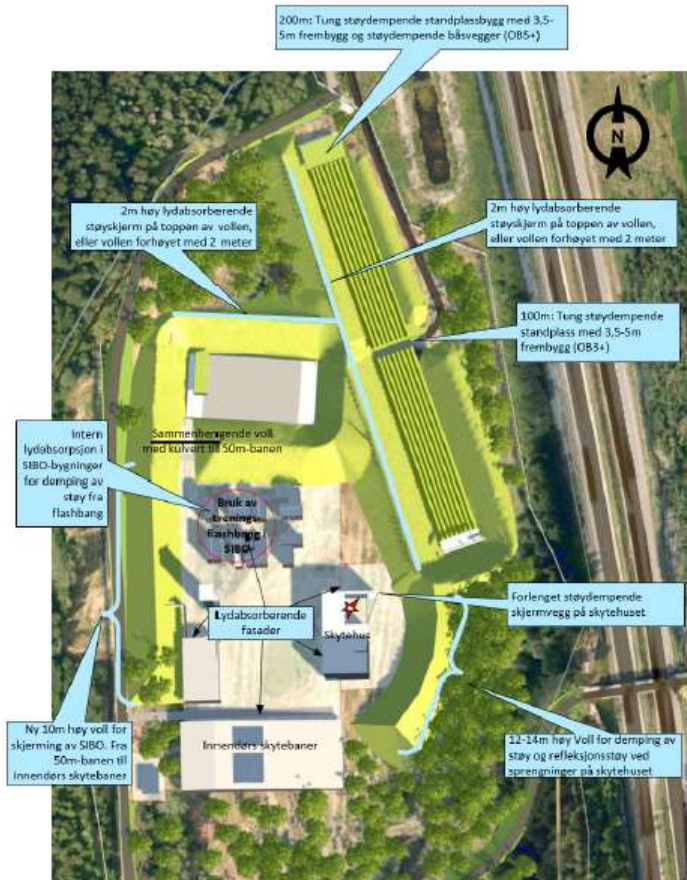 200m: Tung støydempende standplassbygg med 3,5-
5m frembygg og støydempende båsvegger (OB5+)
N
2m høy lydabsorberende
støyskjerm på toppen av vollen,
eller vollen forhøyet med 2 meter
2m høy lydabsorberende
støyskjerm på toppen av vollen,
eller vollen forhøyet med 2 meter
100m: Tung støydempende
standplass med 3,5-5m
frembygg (OB3+)
Intern
lydabsorpsjon i
SIBO-bygninger
for demping av
støy fra
flashbang
Sammenhengende voll
med kulvert til 50m-banen
Bruk av
trenings
flashbang i
SIBO
Lydabsorberende
fasader
Skytehus
Forlenget støydempende
skjermvegg på skytehuset
Ny 10m høy voll for
skjerming av SIBO. Fra
50m-banen til
innendørs skytebaner
Innendørs skytebaner
12-14m høy Voll for demping av
støy og refleksjonsstøy ved
sprengninger på skytehuset